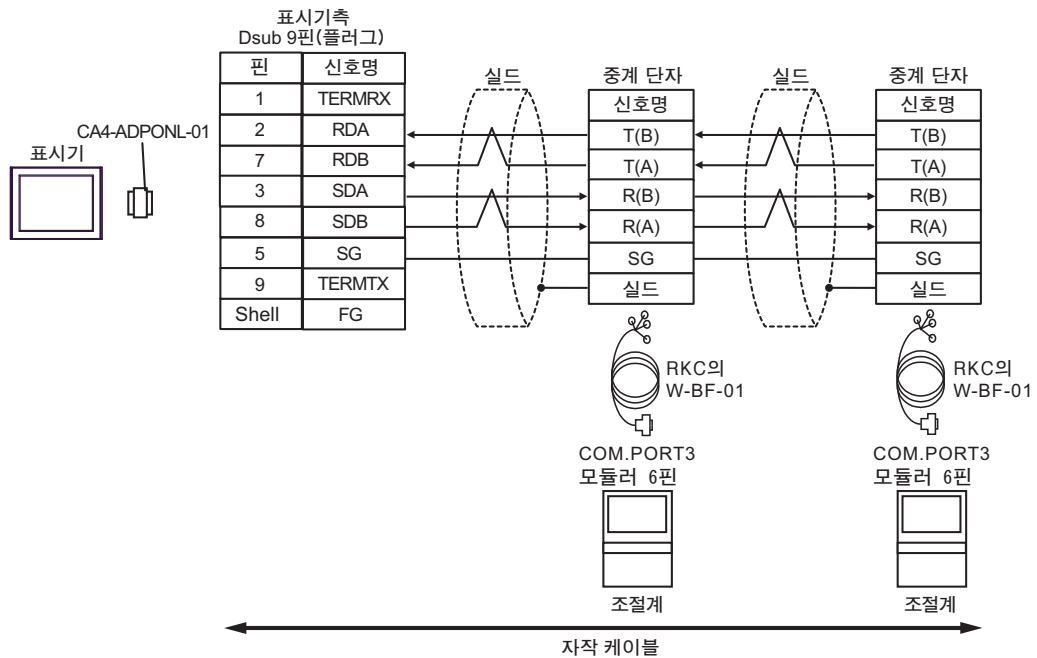 표시기측
Dsub 9핀(플러그)
핀 신호명
1 TERMRX
2 RDA
7 RDB
3 SDA
8 SDB
5 SG
9 TERMTX
Shell FG
CA4-ADPONL-01
표시기
실드
중계 단자
신호명
T(B)
T(A)
R(B)
R(A)
SG
실드
실드
중계 단자
신호명
T(B)
T(A)
R(B)
R(A)
SG
실드
RKC의
W-BF-01
RKC의
W-BF-01
COM.PORT3
모듈러 6핀
COM.PORT3
모듈러 6핀
조절계
조절계
자작 케이블